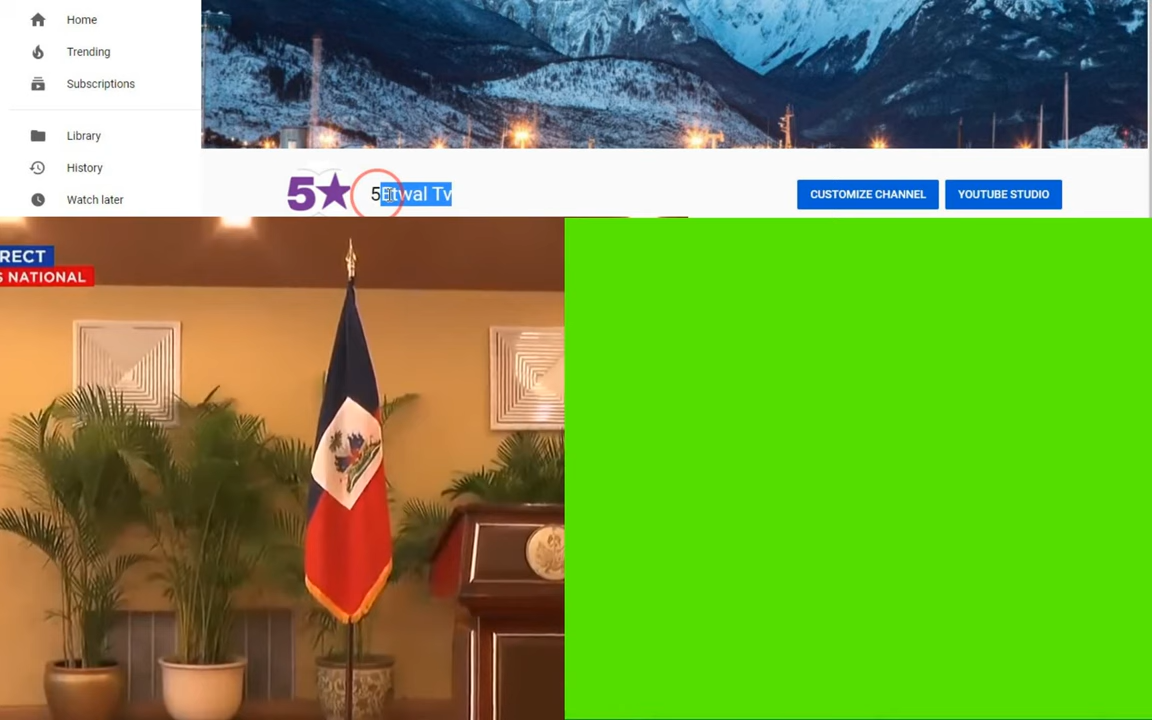 Home
Trending
Subscriptions
Library
History
Watch later
5★
5Etwal Tv
CUSTOMIZE CHANNEL
YOUTUBE STUDIO
RECT
S NATIONAL